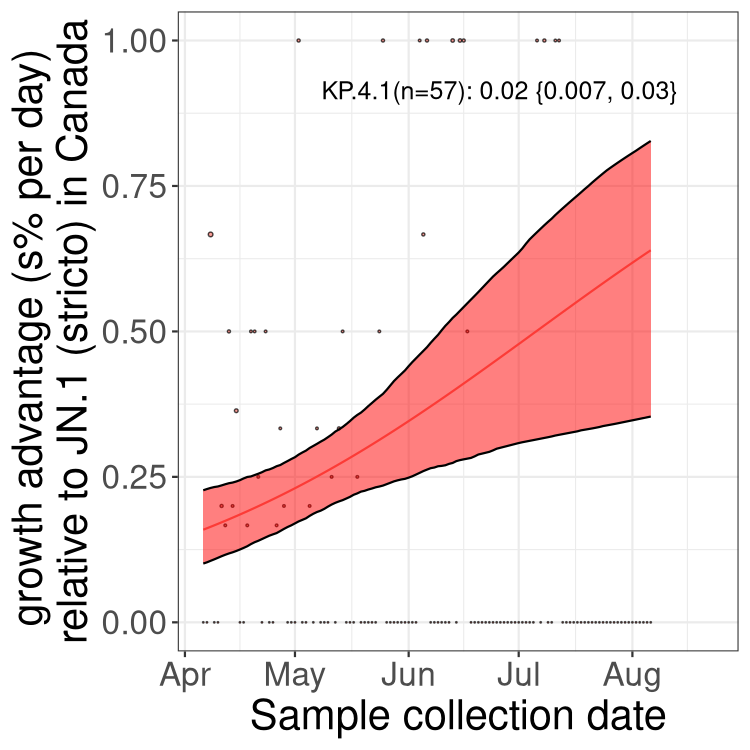 growth advantage (s% per day)
relative to JN.1 (stricto) in Canada
1.00
0.75
0.50
0.25
0.00
KP.4.1(n=57): 0.02 {0.007, 0.03}
Apr May Jun Jul Aug
Sample collection date